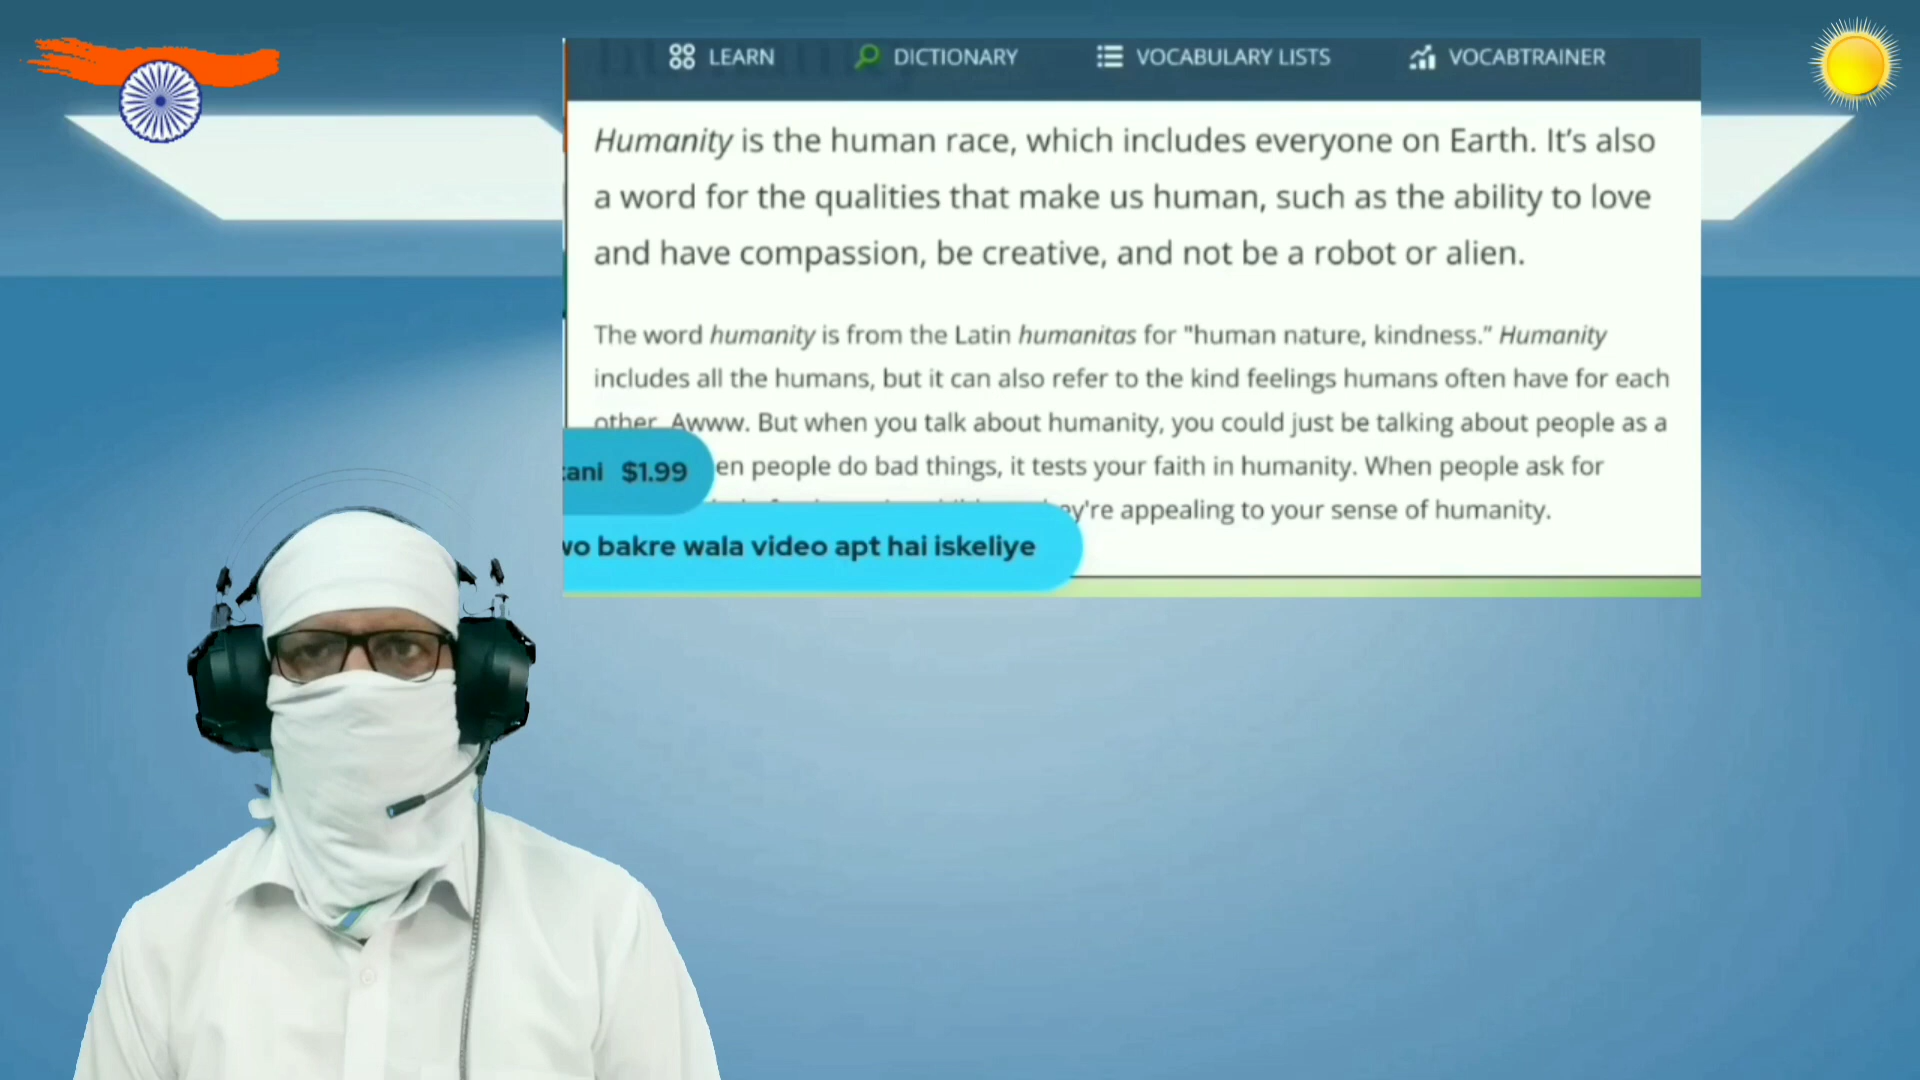 LEARN DICTIONARY VOCABULARY LISTS VOCABTRAINER
Humanity is the human race, which includes everyone on Earth. It's also
a word for the qualities that make us human, such as the ability to love
and have compassion, be creative, and not be a robot or alien.
The word humanity is from the Latin humanitas for "human nature, kindness." Humanity
includes all the humans, but it can also refer to the kind feelings humans often have for each
other. Awww. But when you talk about humanity, you could just be talking about people as a
en people do bad things, it tests your faith in humanity. When people ask for
ey're appealing to your sense of humanity.
tani $1.99
wo bakre wala video apt hai iskeliye